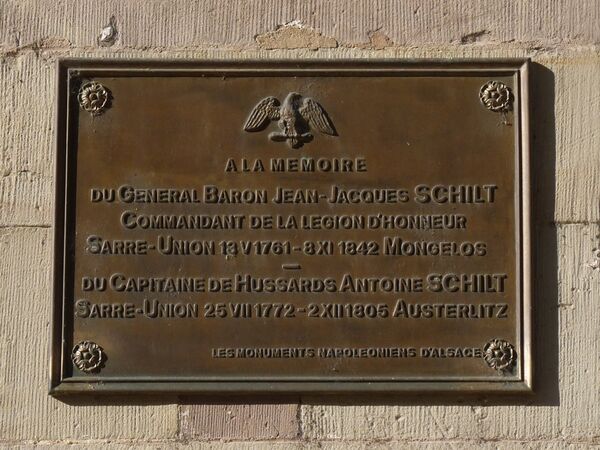 A LA MEMOIRE
DU GENERAL BARON JEAN-JACQUES SCHILT
COMMANDANT DE LA LEGION D'HONNEUR
SARRE-UNION 13 V 1761 - 8 XI 1842 MONGELOS
—
DU CAPITAINE DE HUSSARDS ANTOINE SCHILT
SARRE-UNION 25 VII 1772 - 2 XII 1805 AUSTERLITZ
LES MONUMENTS NAPOLEONIENS D'ALSACE